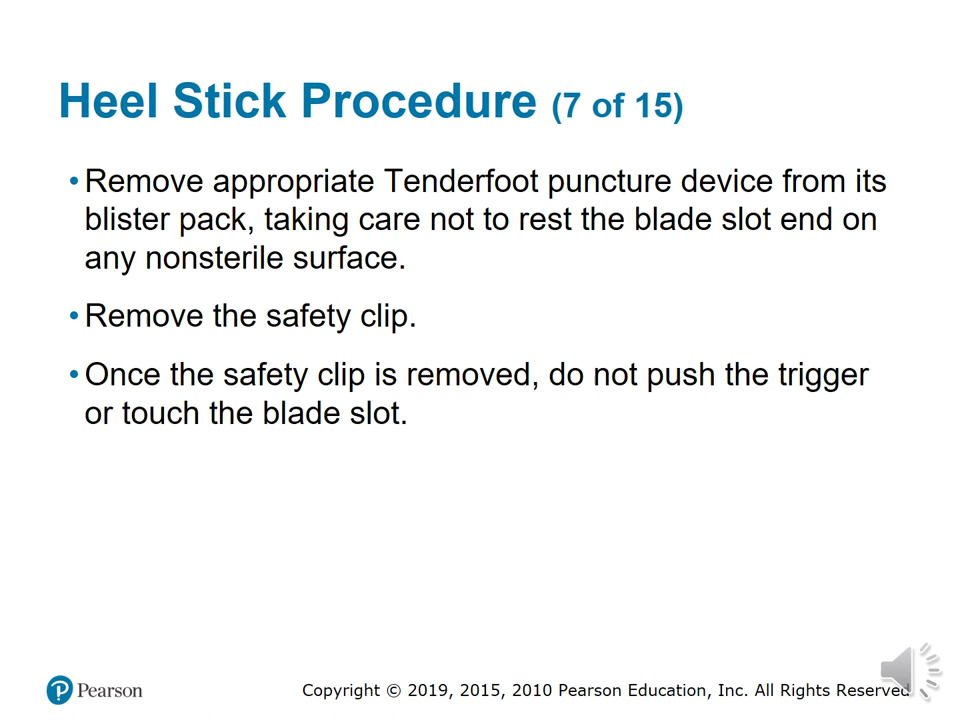 Heel Stick Procedure (7 of 15)
• Remove appropriate Tenderfoot puncture device from its
blister pack, taking care not to rest the blade slot end on
any nonsterile surface.
• Remove the safety clip.
• Once the safety clip is removed, do not push the trigger
or touch the blade slot.
Pearson
Copyright © 2019, 2015, 2010 Pearson Education, Inc. All Rights Reserved